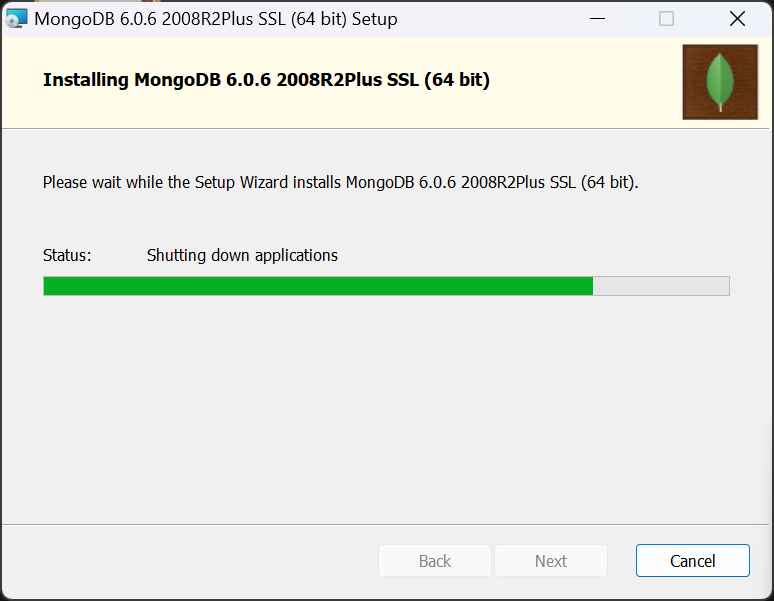 MongoDB 6.0.6 2008R2Plus SSL (64 bit) Setup
Installing MongoDB 6.0.6 2008R2Plus SSL (64 bit)
Please wait while the Setup Wizard installs MongoDB 6.0.6 2008R2Plus SSL (64 bit).
Status: Shutting down applications
Back Next Cancel